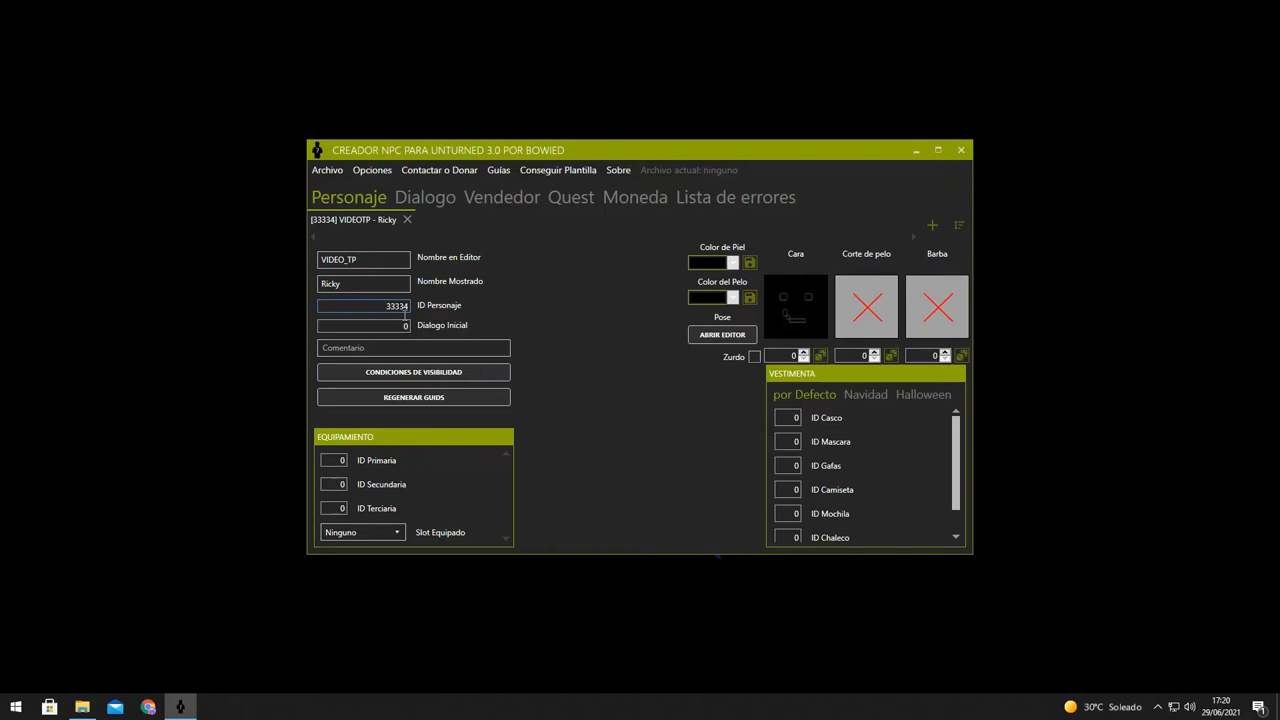 CREADOR NPC PARA UNTURNED 3.0 POR BOWIED
Archivo Opciones Contactar o Donar Guías Conseguir Plantilla Sobre Archivo actual: ninguno
Personaje Dialogo Vendedor Quest Moneda Lista de errores
[33334] VIDEOTP - Ricky
VIDEO_TP Nombre en Editor
Ricky Nombre Mostrado
33334 ID Personaje
0 Dialogo Inicial
Comentario
CONDICIONES DE VISIBILIDAD
REGENERAR GUIDS
EQUIPAMIENTO
0 ID Primaria
0 ID Secundaria
0 ID Terciaria
Ninguno Slot Equipado
Color de Piel
Color del Pelo
Pose
ABRIR EDITOR
Zurdo
Cara Corte de pelo Barba
0 0 0
VESTIMENTA
por Defecto Navidad Halloween
0 ID Casco
0 ID Mascara
0 ID Gafas
0 ID Camiseta
0 ID Mochila
0 ID Chaleco
30°C Soleado
17:20
29/06/2021
1